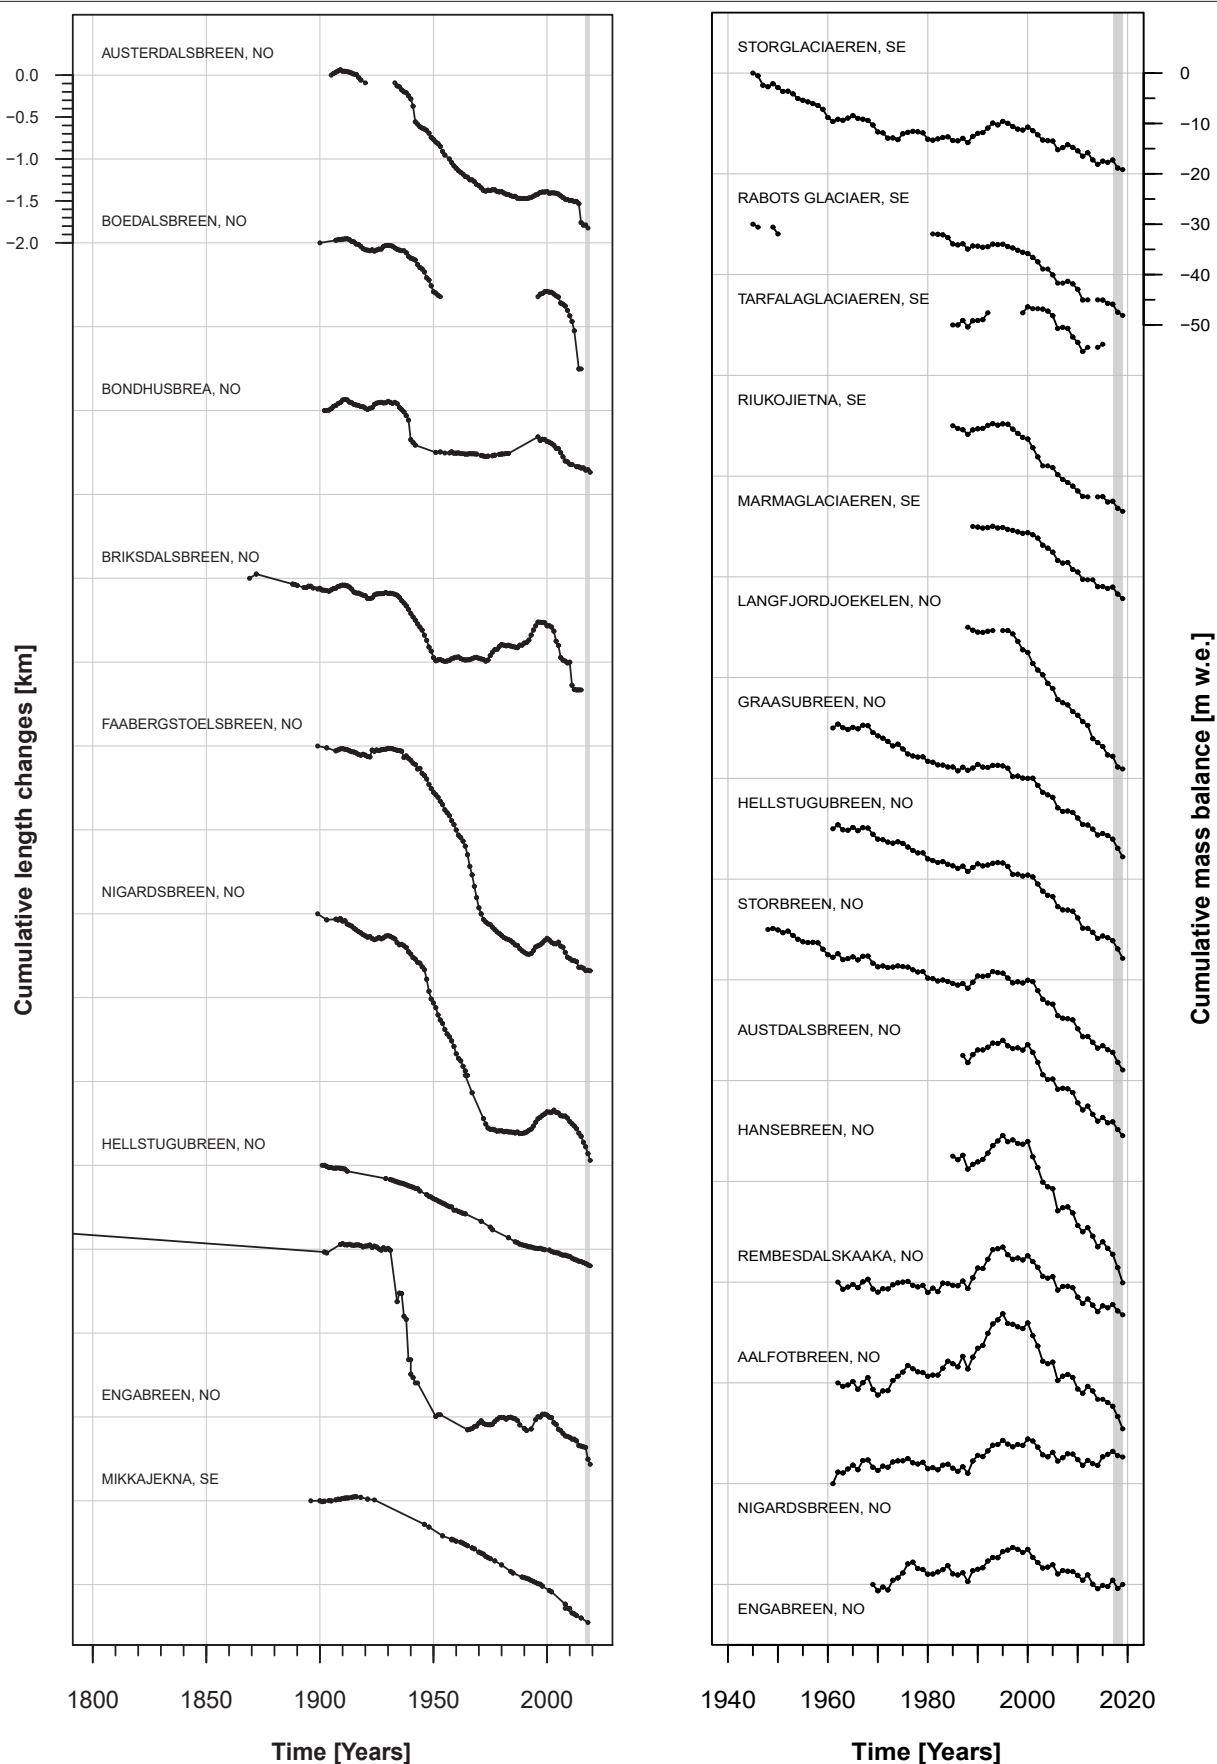 AUSTERDALSBREEN, NO
0.0
−0.5
−1.0
−1.5
−2.0
BOEDALSBREEN, NO
BONDHUSBREA, NO
BRIKSDALSBREEN, NO
FAABERGSTOELSBREEN, NO
NIGARDSBREEN, NO
HELLSTUGUBREEN, NO
ENGABREEN, NO
MIKKAJEKNA, SE
Cumulative length changes [km]
1800 1850 1900 1950 2000
Time [Years]
STORGLACIAEREN, SE
0
−10
−20
−30
−40
−50
RABOTS GLACIAER, SE
TARFALAGLACIAEREN, SE
RIUKOJIETNA, SE
MARMAGLACIAEREN, SE
LANGFJORDJOEKELEN, NO
GRAASUBREEN, NO
HELLSTUGUBREEN, NO
STORBREEN, NO
AUSTDALSBREEN, NO
HANSEBREEN, NO
REMBESDALSKAAKA, NO
AALFOTBREEN, NO
NIGARDSBREEN, NO
ENGABREEN, NO
Cumulative mass balance [m w.e.]
1940 1960 1980 2000 2020
Time [Years]